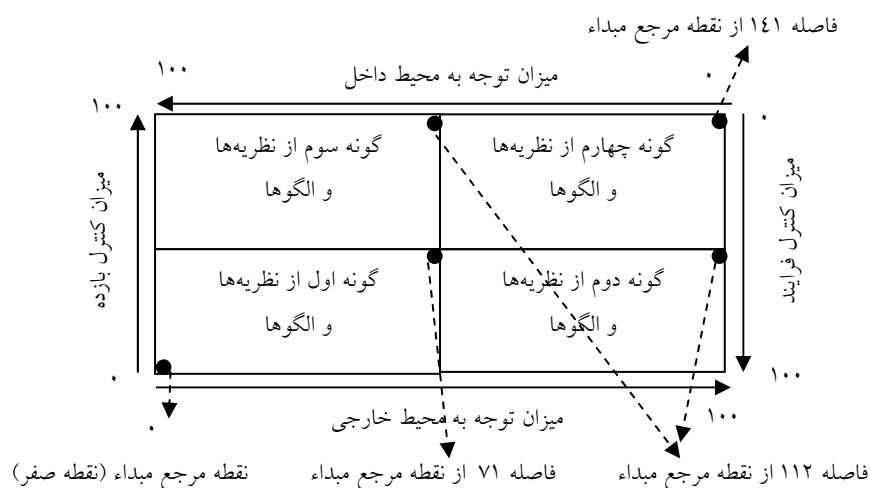 فاصله ۱۴۱ از نقطه مرجع مبداء
۰
میزان توجه به محیط داخل
۱۰۰
۰
۱۰۰
گونه چهارم از نظریه‌ها
و الگوها
گونه سوم از نظریه‌ها
و الگوها
میزان کنترل فرایند
میزان کنترل بازده
گونه دوم از نظریه‌ها
و الگوها
گونه اول از نظریه‌ها
و الگوها
۱۰۰
۰
۱۰۰
میزان توجه به محیط خارجی
۰
فاصله ۱۱۲ از نقطه مرجع مبداء
فاصله ۷۱ از نقطه مرجع مبداء
نقطه مرجع مبداء (نقطه صفر)